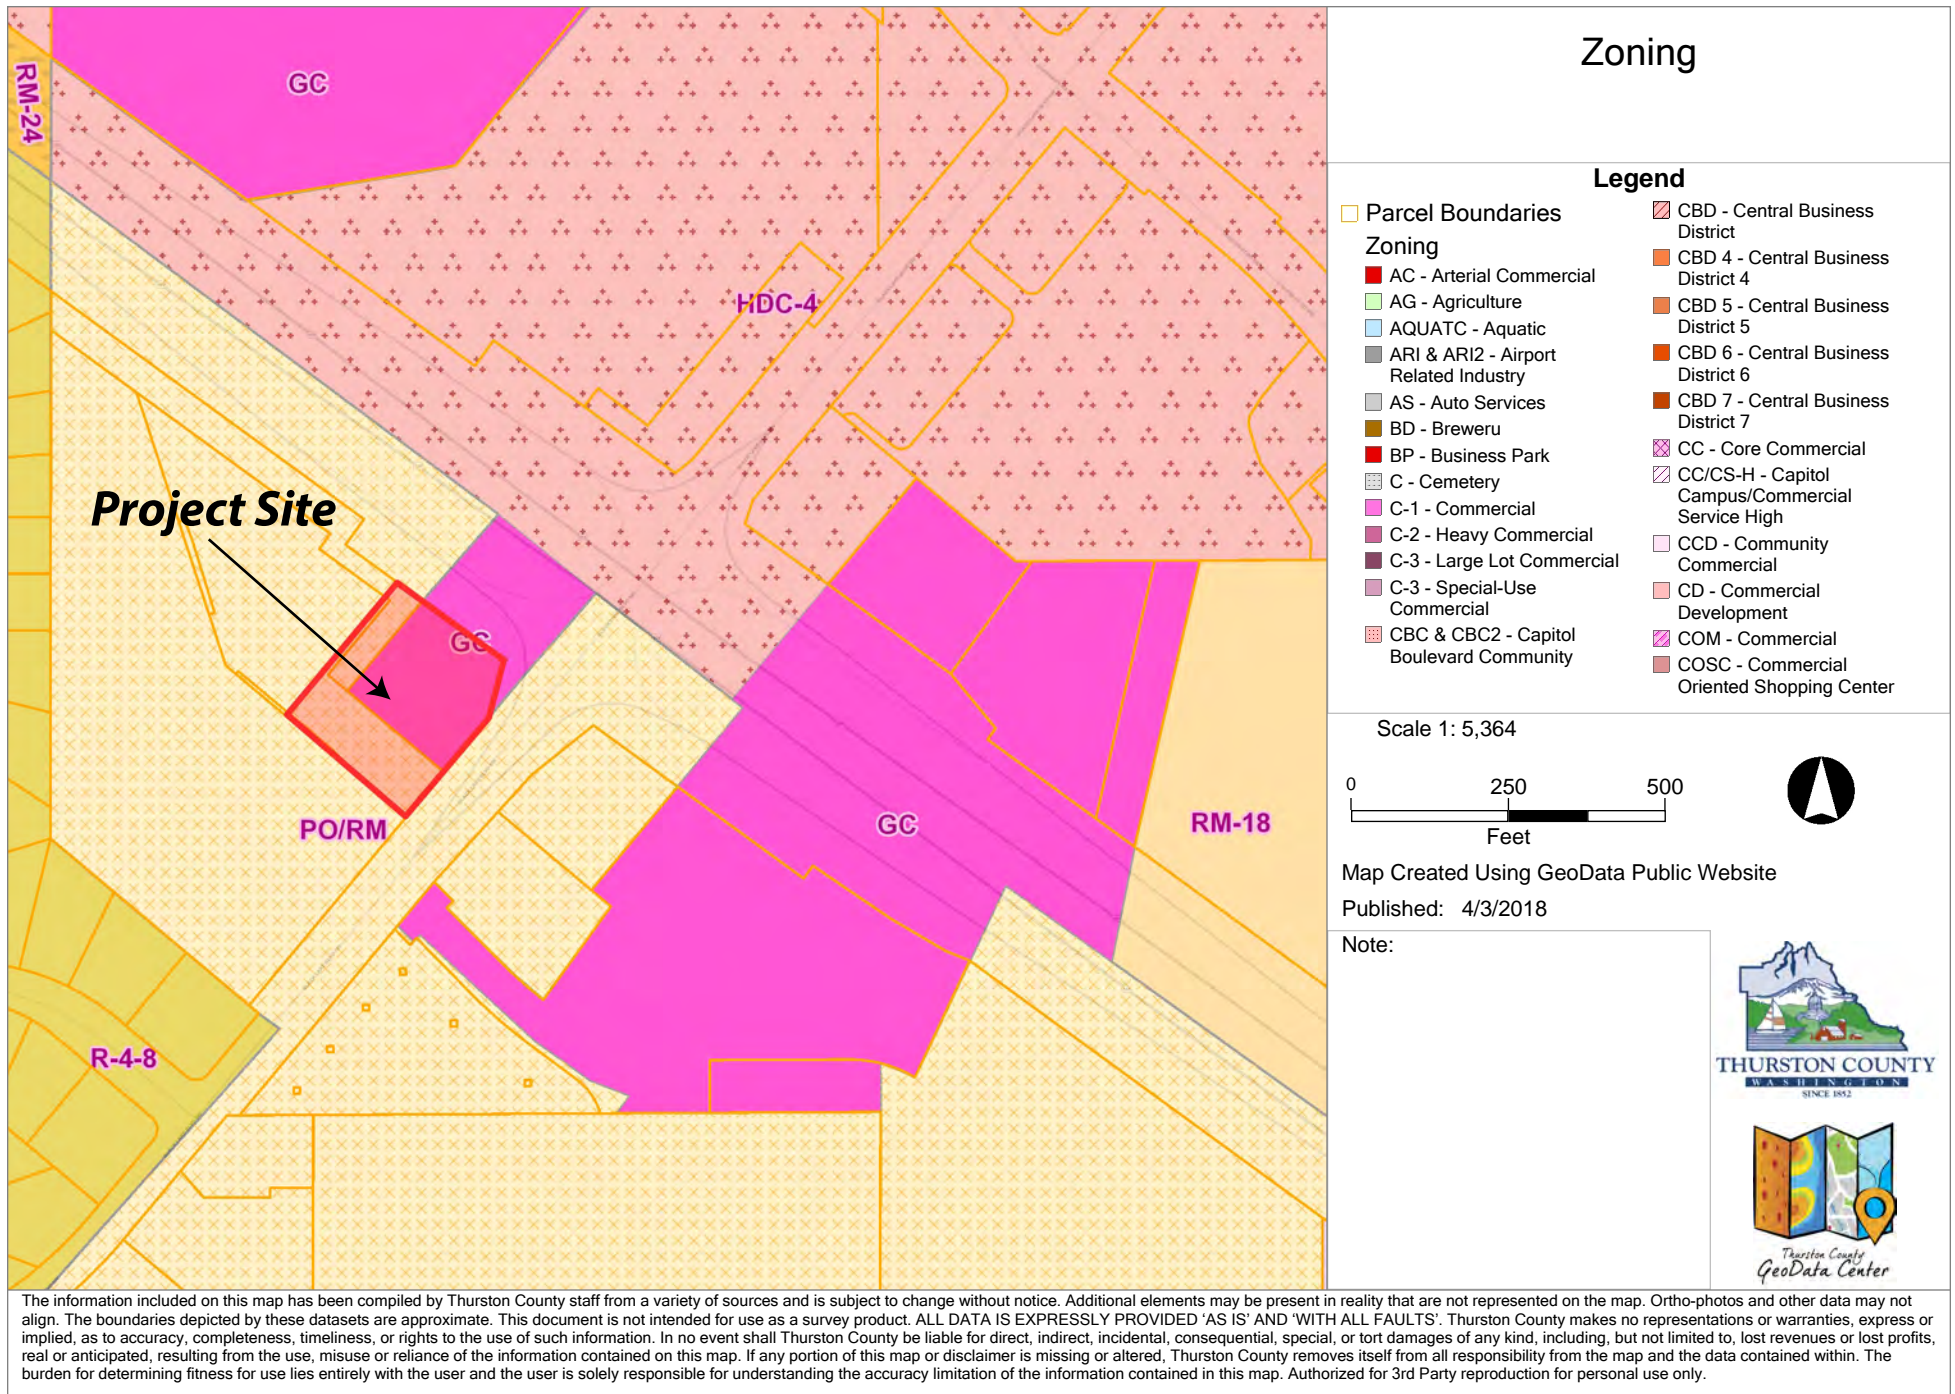 Zoning
GC
RM-24
HDC-4
Project Site
GC
PO/RM
GC
RM-18
R-4-8
Legend
Parcel Boundaries
Zoning
AC - Arterial Commercial
AG - Agriculture
AQUATC - Aquatic
ARI & ARI2 - Airport
Related Industry
AS - Auto Services
BD - Breweru
BP - Business Park
C - Cemetery
C-1 - Commercial
C-2 - Heavy Commercial
C-3 - Large Lot Commercial
C-3 - Special-Use
Commercial
CBC & CBC2 - Capitol
Boulevard Community
CBD - Central Business
District
CBD 4 - Central Business
District 4
CBD 5 - Central Business
District 5
CBD 6 - Central Business
District 6
CBD 7 - Central Business
District 7
CC - Core Commercial
CC/CS-H - Capitol
Campus/Commercial
Service High
CCD - Community
Commercial
CD - Commercial
Development
COM - Commercial
COSC - Commercial
Oriented Shopping Center
Scale 1: 5,364
0 250 500
Feet
Map Created Using GeoData Public Website
Published: 4/3/2018
Note:
THURSTON COUNTY
WASHINGTON
SINCE 1852
Thurston County
GeoData Center
The information included on this map has been compiled by Thurston County staff from a variety of sources and is subject to change without notice. Additional elements may be present in reality that are not represented on the map. Ortho-photos and other data may not
align. The boundaries depicted by these datasets are approximate. This document is not intended for use as a survey product. ALL DATA IS EXPRESSLY PROVIDED ‘AS IS’ AND ‘WITH ALL FAULTS’. Thurston County makes no representations or warranties, express or
implied, as to accuracy, completeness, timeliness, or rights to the use of such information. In no event shall Thurston County be liable for direct, indirect, incidental, consequential, special, or tort damages of any kind, including, but not limited to, lost revenues or lost profits,
real or anticipated, resulting from the use, misuse or reliance of the information contained on this map. If any portion of this map or disclaimer is missing or altered, Thurston County removes itself from all responsibility from the map and the data contained within. The
burden for determining fitness for use lies entirely with the user and the user is solely responsible for understanding the accuracy limitation of the information contained in this map. Authorized for 3rd Party reproduction for personal use only.